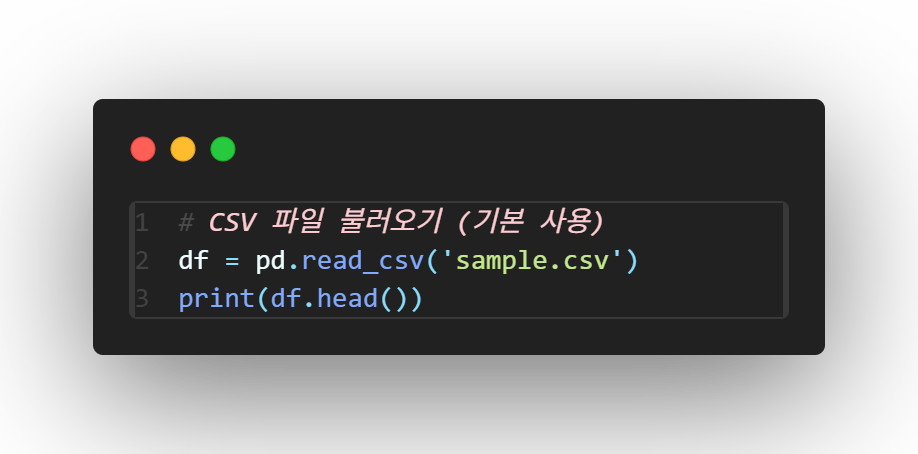 1 # CSV 파일 불러오기 (기본 사용)
2 df = pd.read_csv('sample.csv')
3 print(df.head())